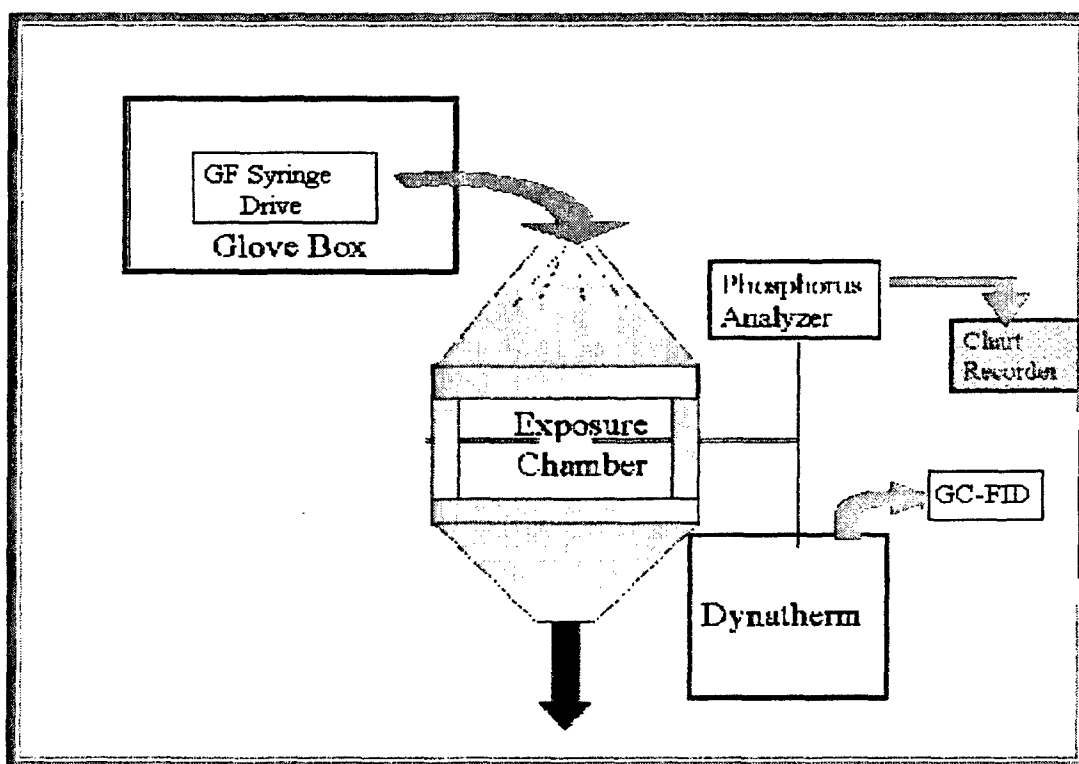 GF Syringe
Drive
Glove Box
Phosphorus
Analyzer
Chart
Recorder
Exposure
Chamber
GC-FID
Dynatherm